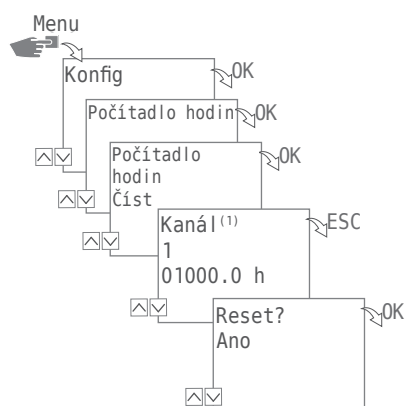 Menu
Konfig
OK
Počítadlo hodin
OK
Počítadlo
hodin
Číst
OK
Kanál(1)
1
01000.0 h
ESC
Reset?
Ano
OK